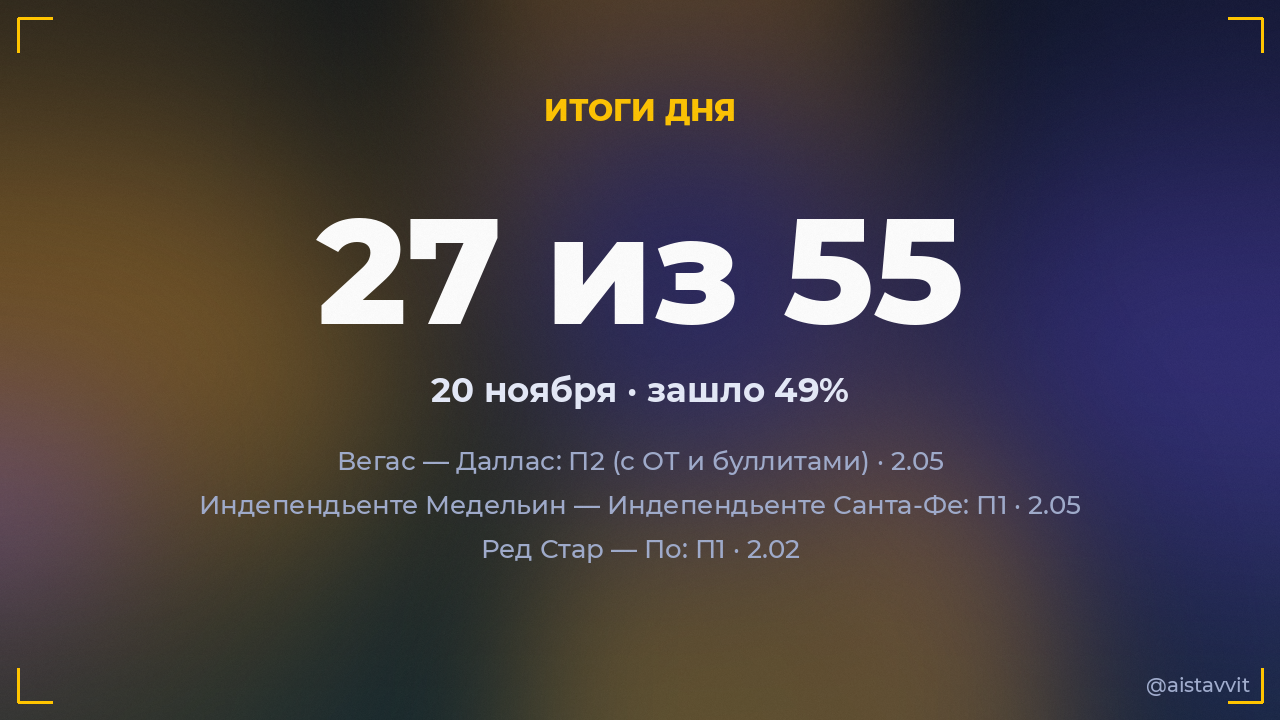 ИТОГИ ДНЯ
27 из 55
20 ноября · зашло 49%
Вегас — Даллас: П2 (с ОТ и буллитами) · 2.05
Индепендьенте Медельин — Индепендьенте Санта-Фе: П1 · 2.05
Ред Стар — По: П1 · 2.02
@aistavvit